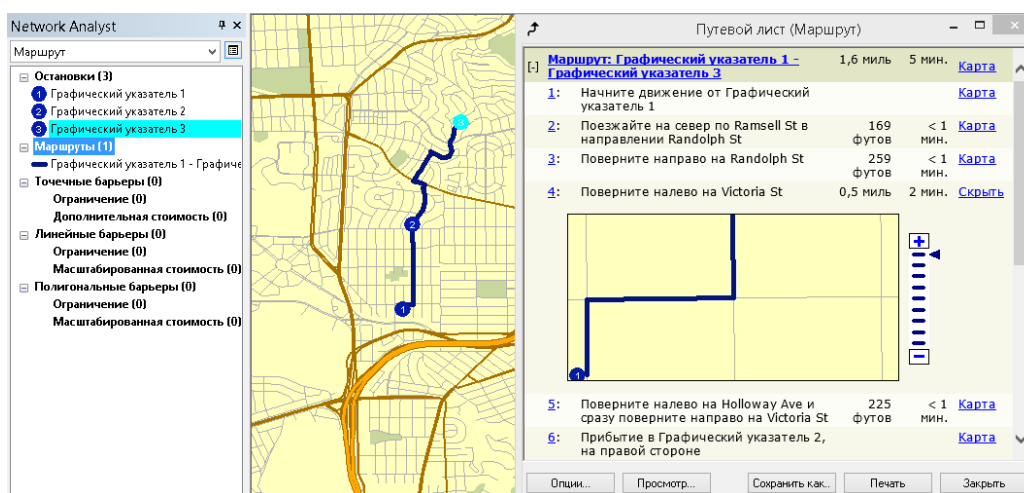 Network Analyst
Маршрут
Остановки (3)
1 Графический указатель 1
2 Графический указатель 2
3 Графический указатель 3
Маршруты (1)
Графический указатель 1 - Графиче
Точечные барьеры (0)
Ограничение (0)
Дополнительная стоимость (0)
Линейные барьеры (0)
Ограничение (0)
Масштабированная стоимость (0)
Полигональные барьеры (0)
Ограничение (0)
Масштабированная стоимость (0)
3
2
1
Путевой лист (Маршрут)
[-] Маршрут: Графический указатель 1 - 1,6 миль 5 мин. Карта
Графический указатель 3
1: Начните движение от Графический Карта
указатель 1
2: Поезжайте на север по Ramsell St в 169 < 1 Карта
направлении Randolph St футов мин.
3: Поверните направо на Randolph St 259 < 1 Карта
футов мин.
4: Поверните налево на Victoria St 0,5 миль 2 мин. Скрыть
1
5: Поверните налево на Holloway Ave и 225 < 1 Карта
сразу поверните направо на Victoria St футов мин.
6: Прибытие в Графический указатель 2, Карта
на правой стороне
Опции... Просмотр... Сохранить как.. Печать Закрыть